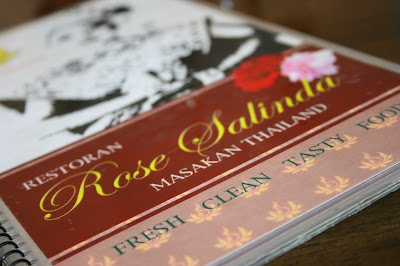 RESTORAN
Rose Salinda
MASAKAN THAILAND
FRESH CLEAN TASTY FOOD